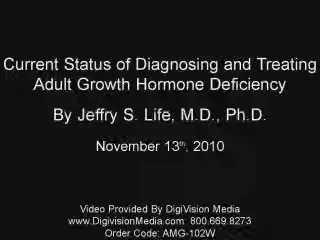 Current Status of Diagnosing and Treating
Adult Growth Hormone Deficiency
By Jeffry S. Life, M.D., Ph.D.
November 13th. 2010
Video Provided By DigiVision Media
www.DigivisionMedia.com 800.669.8273
Order Code: AMG-102W